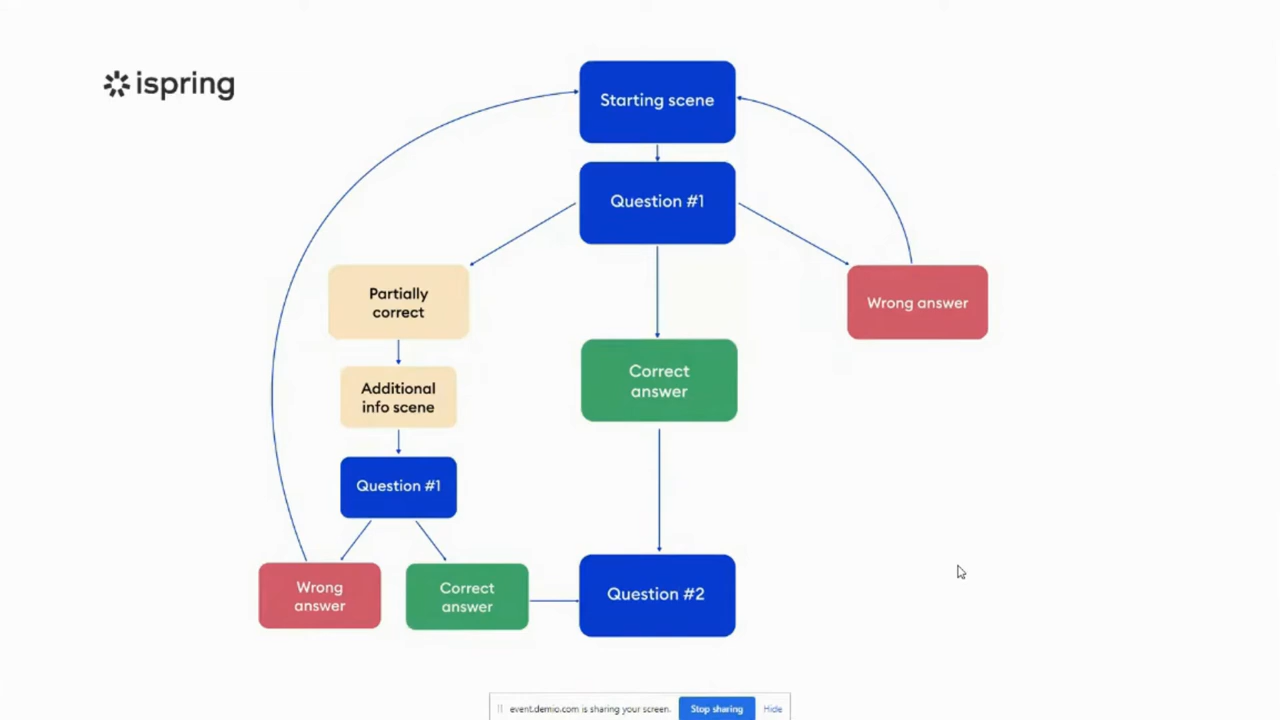 ispring
Starting scene
Question #1
Partially
correct
Wrong answer
Correct
answer
Additional
info scene
Question #1
Wrong
answer
Correct
answer
Question #2
event.demio.com is sharing your screen.
Stop sharing
Hide